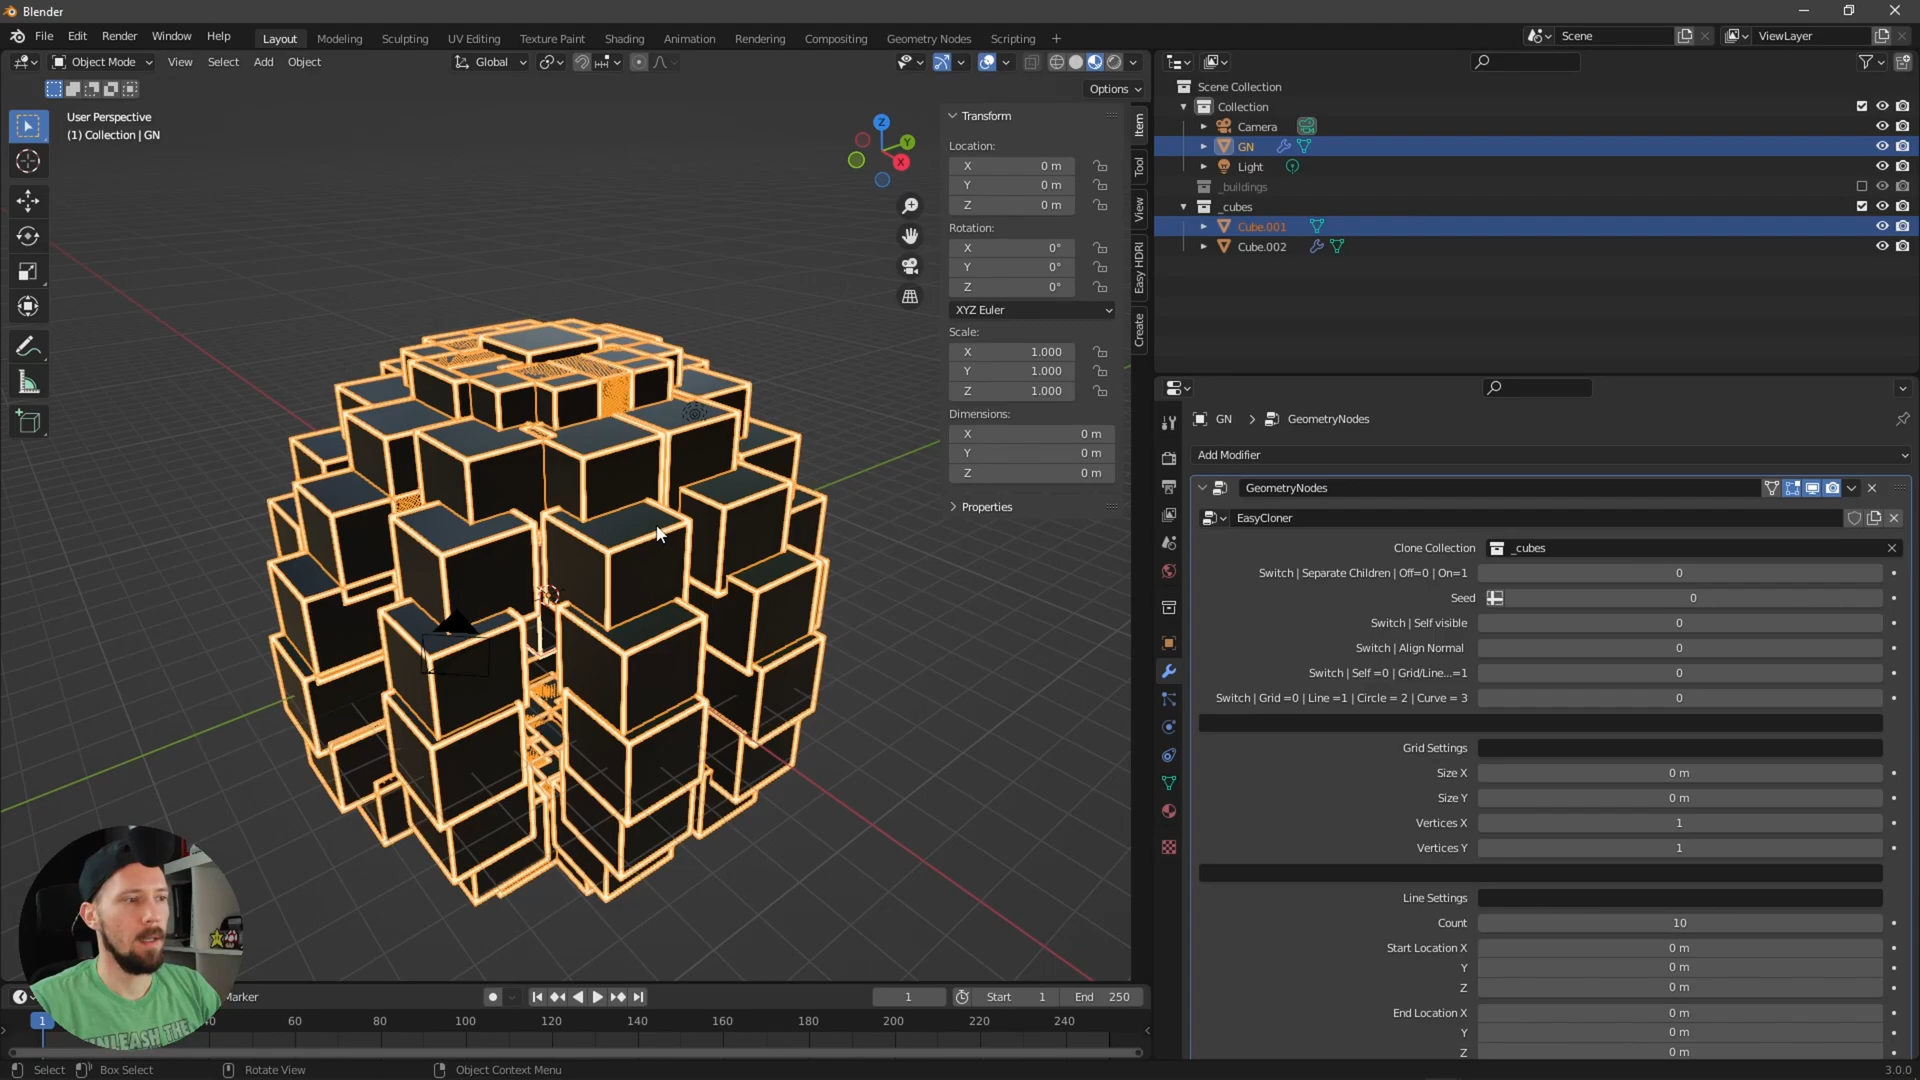 Blender
File Edit Render Window Help Layout Modeling Sculpting UV Editing Texture Paint Shading Animation Rendering Compositing Geometry Nodes Scripting + Scene ViewLayer
Object Mode View Select Add Object Global
Options
User Perspective
(1) Collection | GN
Z
Y
X
Transform
Location:
X 0 m
Y 0 m
Z 0 m
Rotation:
X 0°
Y 0°
Z 0°
XYZ Euler
Scale:
X 1.000
Y 1.000
Z 1.000
Dimensions:
X 0 m
Y 0 m
Z 0 m
Properties
Item
Tool
View
Easy HDRI
Create
Scene Collection
Collection
Camera
GN
Light
_buildings
_cubes
Cube.001
Cube.002
GN > GeometryNodes
Add Modifier
GeometryNodes
EasyCloner
Clone Collection _cubes
Switch | Separate Children | Off=0 | On=1 0
Seed 0
Switch | Self visible 0
Switch | Align Normal 0
Switch | Self =0 | Grid/Line...=1 0
Switch | Grid =0 | Line =1 | Circle = 2 | Curve = 3 0
Grid Settings
Size X 0 m
Size Y 0 m
Vertices X 1
Vertices Y 1
Line Settings
Count 10
Start Location X 0 m
Y 0 m
Z 0 m
End Location X 0 m
Y 0 m
Z 0 m
Marker 1 Start 1 End 250
1 40 60 80 100 120 140 160 180 200 220 240
UNLEASH THE
Select Box Select Rotate View Object Context Menu 3.0.0